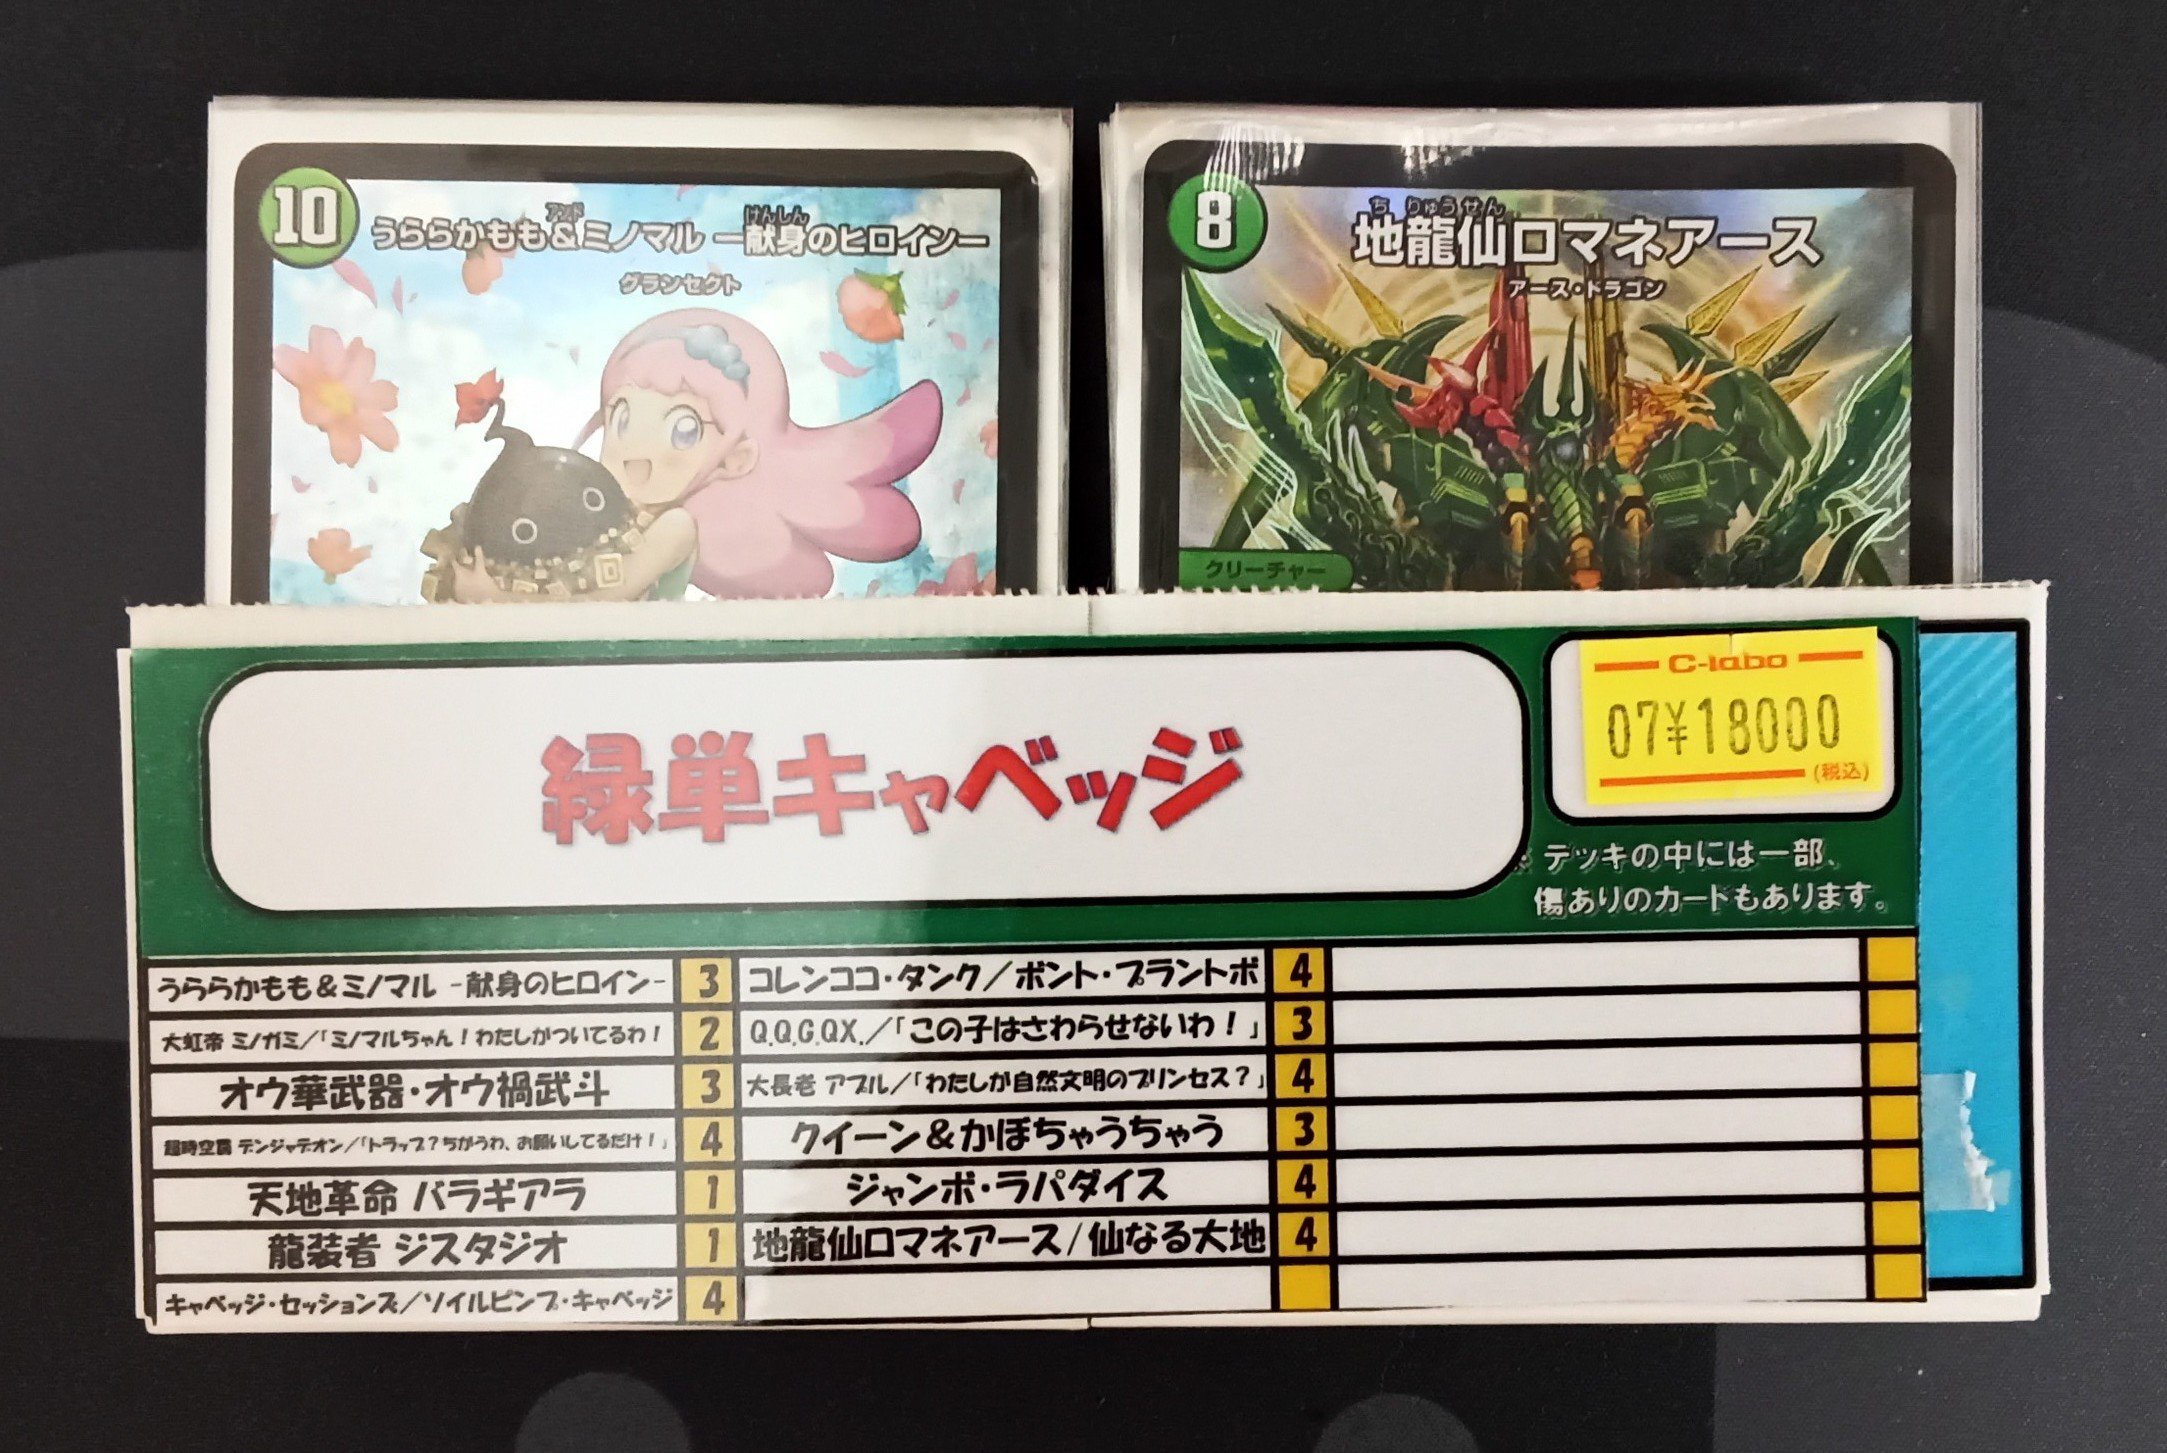 10
うららかもも&ミノマル ー献身のヒロインー
アンド
けんしん
グランセクト
8
地龍仙ロマネアース
ち りゅう せん
アース・ドラゴン
クリーチャー
緑単キャベッジ
C-labo
07¥18000
(税込)
※ デッキの中には一部、
傷ありのカードもあります。
うららかもも&ミノマル -献身のヒロイン- 3
大虹帝 ミノガミ/「ミノマルちゃん!わたしがついてるわ! 2
オウ華武器・オウ禍武斗 3
超時空罠 デンジャデオン/「トラップ?ちがうわ、お願いしてるだけ!」 4
天地革命 バラギアラ 1
龍装者 ジスタジオ 1
キャベッジ・セッションズ/ソイルピンプ・キャベッジ 4
コレンココ・タンク/ボント・プラントボ 4
Q.Q.G.QX./「この子はさわらせないわ!」 3
大長老 アプル/「わたしが自然文明のプリンセス?」 4
クイーン&かぼちゃうちゃう 3
ジャンボ・ラパダイス 4
地龍仙ロマネアース/仙なる大地 4